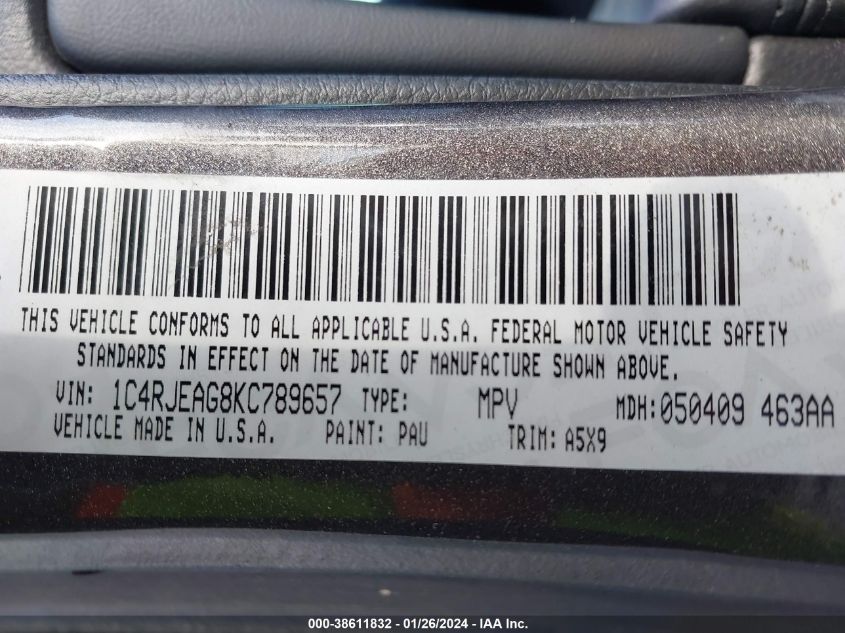 THIS VEHICLE CONFORMS TO ALL APPLICABLE U.S.A. FEDERAL MOTOR VEHICLE SAFETY
STANDARDS IN EFFECT ON THE DATE OF MANUFACTURE SHOWN ABOVE.
VIN: 1C4RJEAG8KC789657 TYPE: MPV MDH: 050409 463AA
VEHICLE MADE IN U.S.A. PAINT: PAU TRIM: A5X9
000-38611832 - 01/26/2024 - IAA Inc.